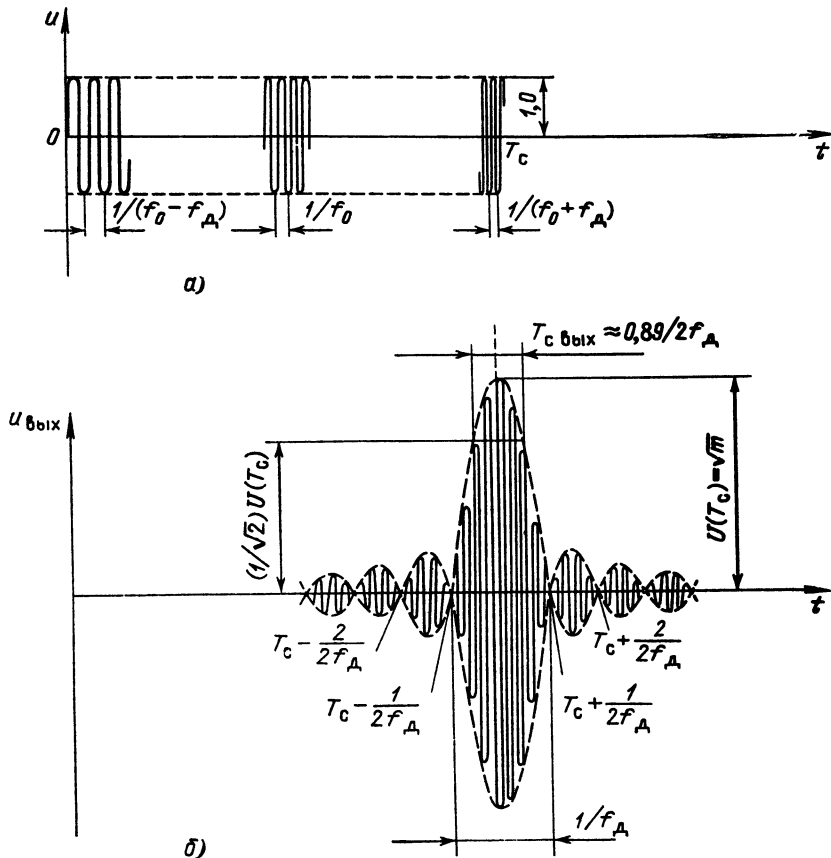 u
0
1,0
T_c
t
1/(f_0 − f_д)
1/f_0
1/(f_0 + f_д)
а)
T_c вых ≈ 0,89/2f_д
u_вых
(1/√2) U(T_c)
U(T_c)=√m
t
T_c − 2/2f_д
T_c + 2/2f_д
T_c − 1/2f_д
T_c + 1/2f_д
1/f_д
б)